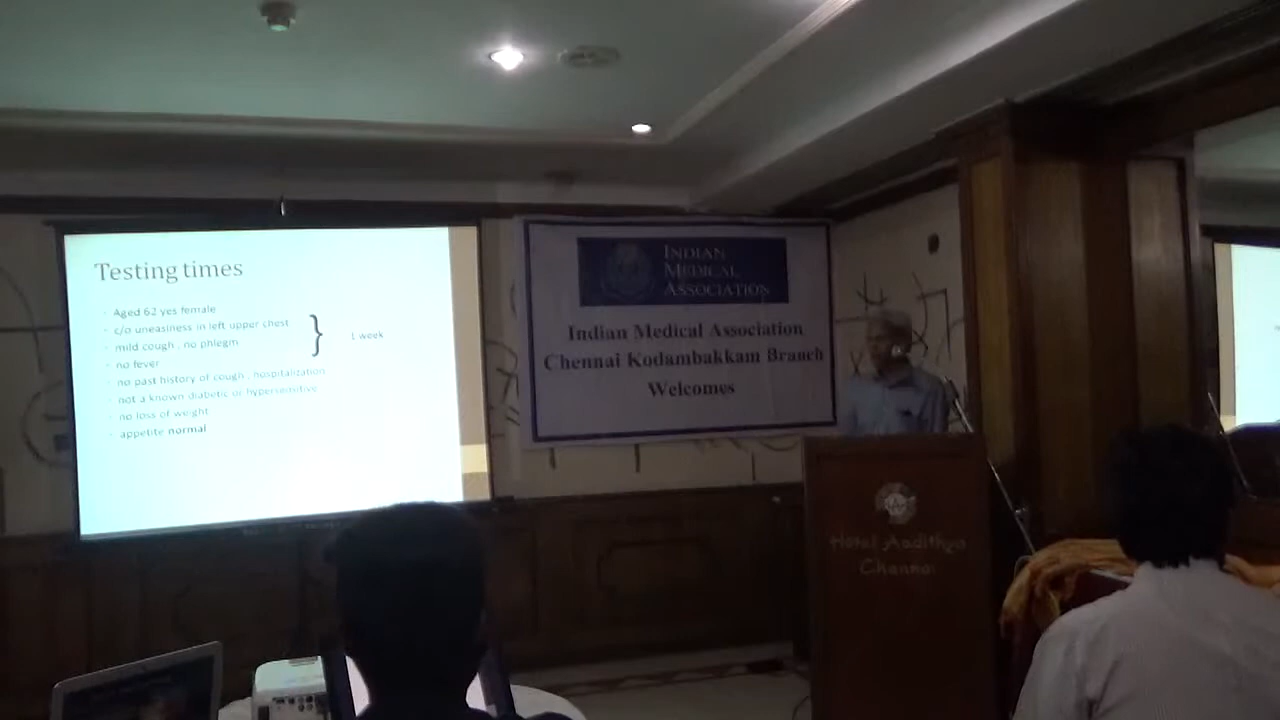 Testing times
Aged 62 yes female
c/o uneasiness in left upper chest
mild cough , no phlegm
1 week
no fever
no past history of cough , hospitalization
not a known diabetic or hypersensitive
no loss of weight
appetite normal
INDIAN
MEDICAL
ASSOCIATION
Indian Medical Association
Chennai Kodambakkam Branch
Welcomes
Hotel Aadithya
Chennai